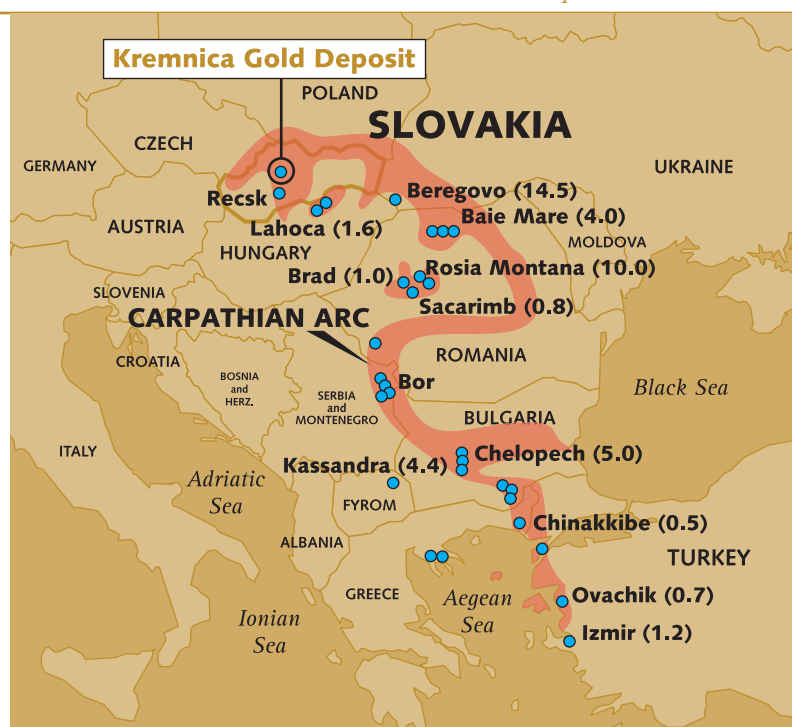 Kremnica Gold Deposit
POLAND
SLOVAKIA
CZECH
GERMANY
UKRAINE
Recsk
Beregovo (14.5)
AUSTRIA
Lahoca (1.6)
Baie Mare (4.0)
HUNGARY
MOLDOVA
Brad (1.0)
Rosia Montana (10.0)
SLOVENIA
Sacarimb (0.8)
CARPATHIAN ARC
CROATIA
ROMANIA
BOSNIA
and
HERZ.
Bor
SERBIA
and
MONTENEGRO
Black Sea
BULGARIA
ITALY
Chelopech (5.0)
Kassandra (4.4)
Adriatic
Sea
FYROM
Chinakkibe (0.5)
ALBANIA
TURKEY
GREECE
Aegean
Sea
Ovachik (0.7)
Ionian
Sea
Izmir (1.2)